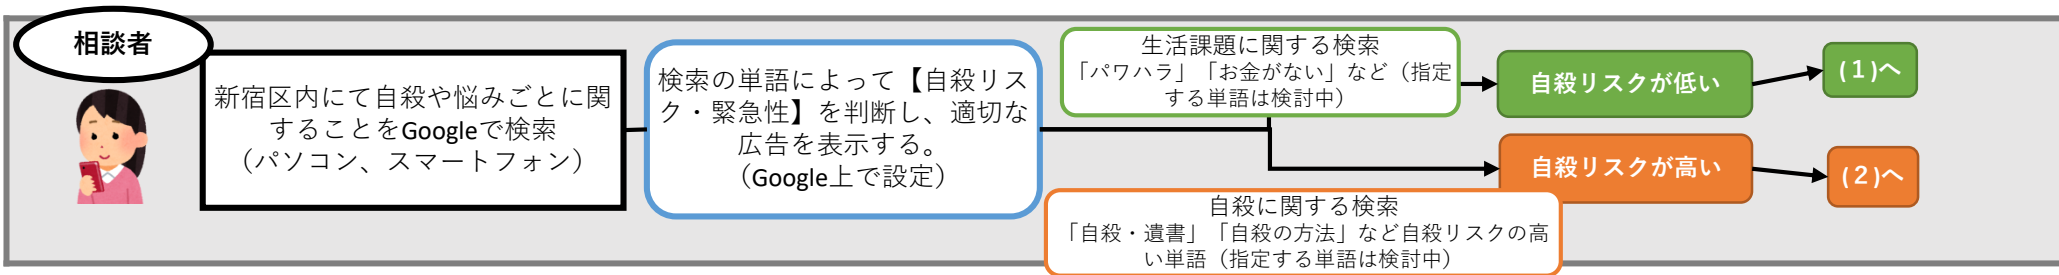 相談者
新宿区内にて自殺や悩みごとに関
することをGoogleで検索
（パソコン、スマートフォン）
検索の単語によって【自殺リス
ク・緊急性】を判断し、適切な
広告を表示する。
（Google上で設定）
生活課題に関する検索
「パワハラ」「お金がない」など（指定
する単語は検討中）
自殺リスクが低い
(１)へ
自殺リスクが高い
(２)へ
自殺に関する検索
「自殺・遺書」「自殺の方法」など自殺リスクの高
い単語（指定する単語は検討中）